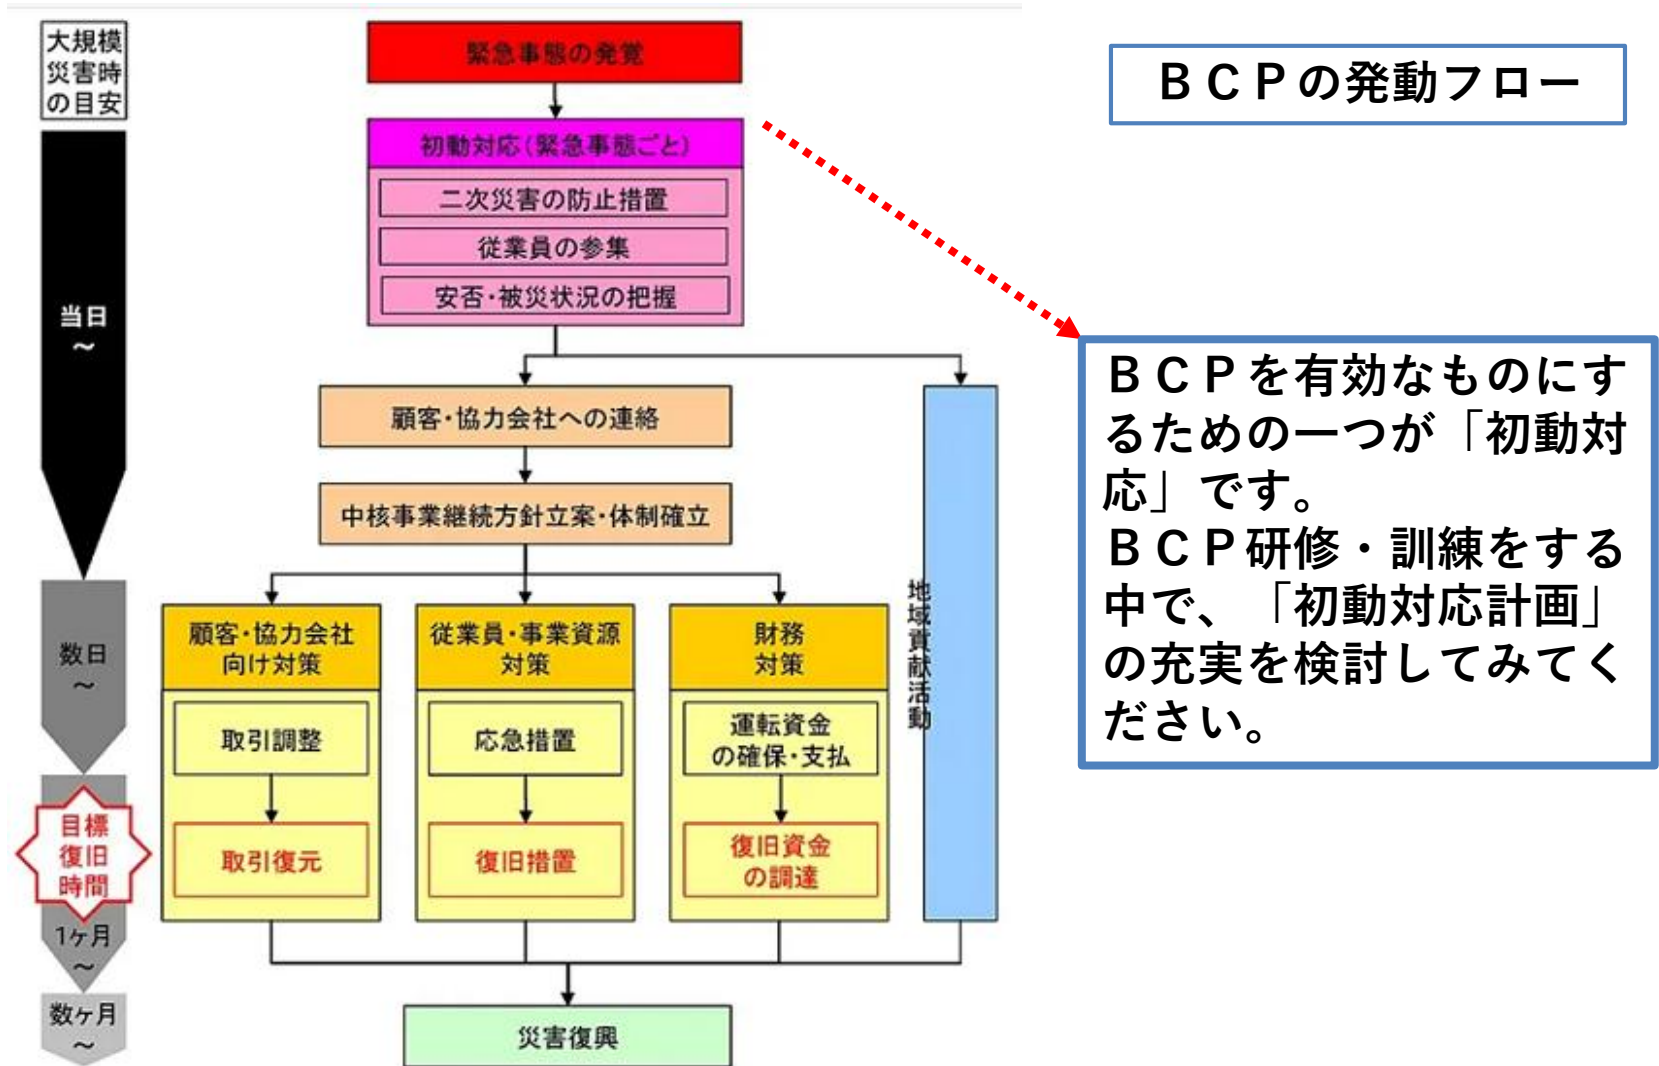 大規模
災害時
の目安
緊急事態の発覚
ＢＣＰの発動フロー
初動対応(緊急事態ごと)
二次災害の防止措置
従業員の参集
安否・被災状況の把握
当日
～
顧客・協力会社への連絡
中核事業継続方針立案・体制確立
ＢＣＰを有効なものにす
るための一つが「初動対
応」です。
ＢＣＰ研修・訓練をする
中で、「初動対応計画」
の充実を検討してみてく
ださい。
地域貢献活動
数日
～
顧客・協力会社
向け対策
取引調整
取引復元
従業員・事業資源
対策
応急措置
復旧措置
財務
対策
運転資金
の確保・支払
復旧資金
の調達
目標
復旧
時間
1ヶ月
～
数ヶ月
～
災害復興